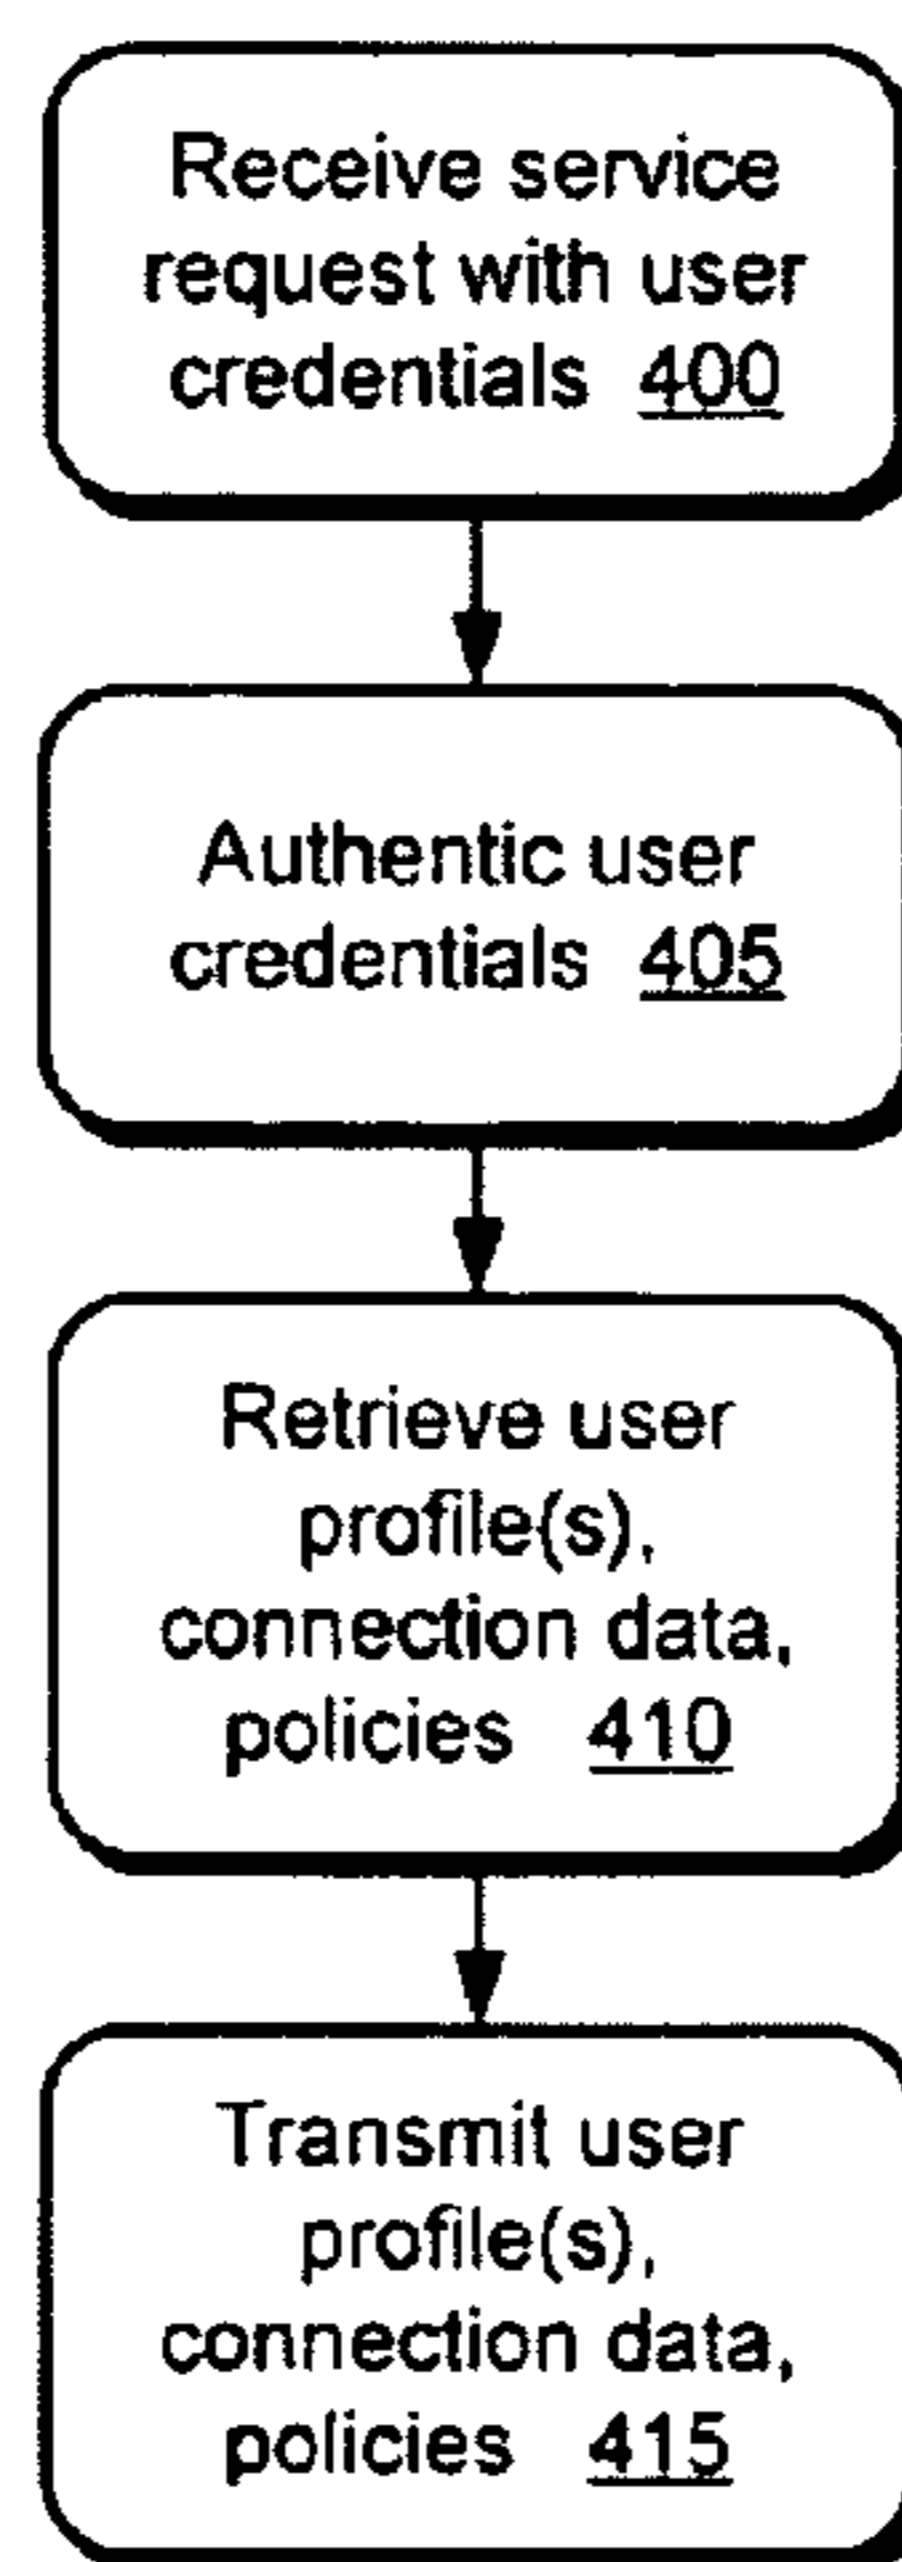 Receive service
request with user
credentials 400
Authentic user
credentials 405
Retrieve user
profile(s),
connection data,
policies 410
Transmit user
profile(s),
connection data,
policies 415